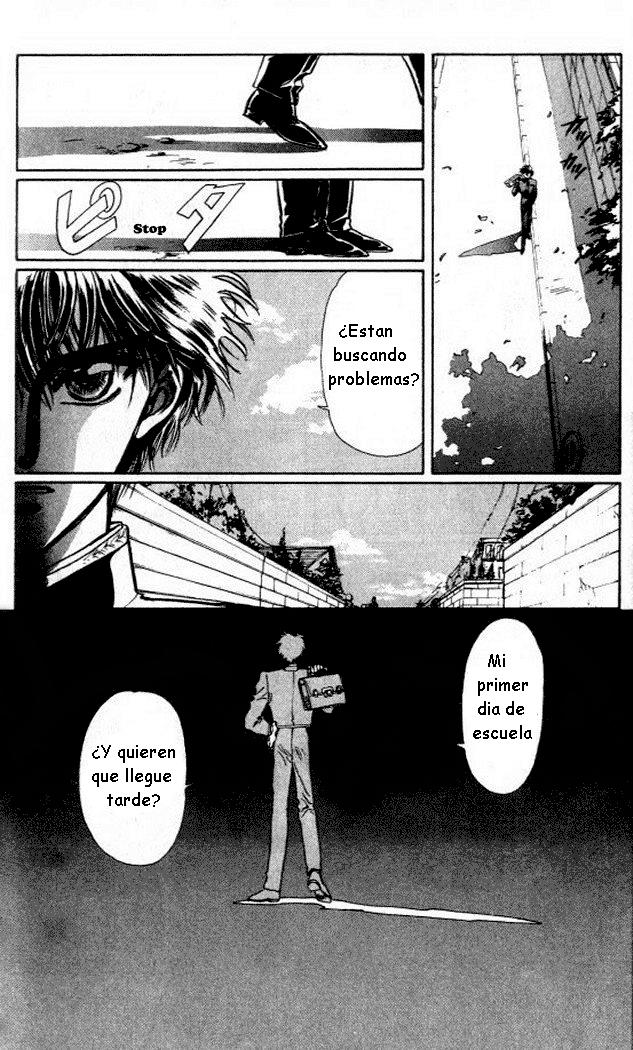 ピ Stop タ
¿Estan
buscando
problemas?
Mi
primer
dia de
escuela
¿Y quieren
que llegue
tarde?